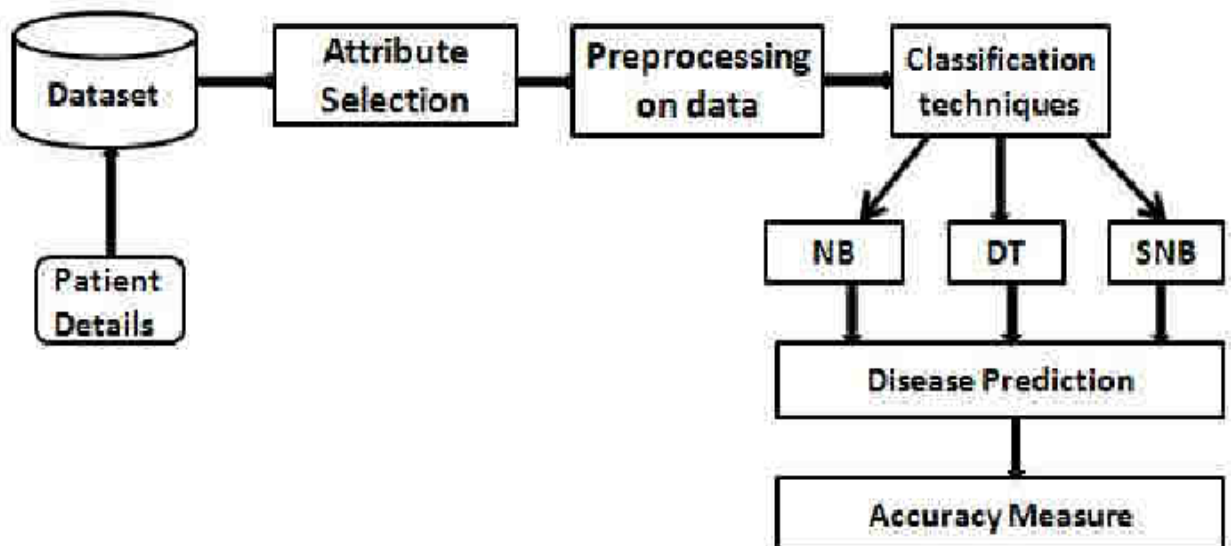 Dataset
Attribute
Selection
Preprocessing
on data
Classification
techniques
NB
DT
SNB
Patient
Details
Disease Prediction
Accuracy Measure